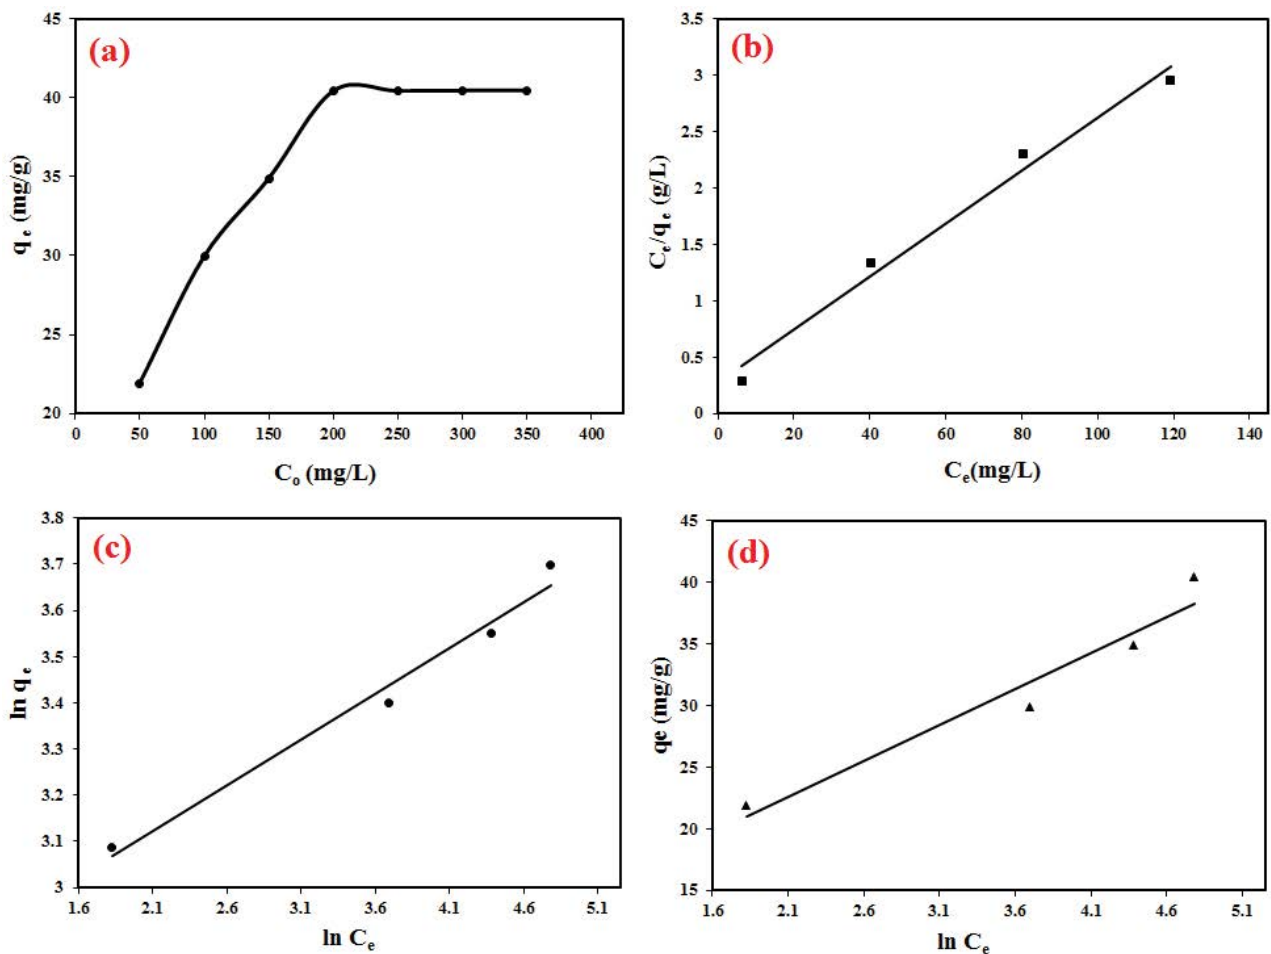 (a)
45
40
35
30
25
20
q e (mg/g)
0 50 100 150 200 250 300 350 400
Co (mg/L)
(b)
3.5
3
2.5
2
1.5
1
0.5
0
Ce/q e (g/L)
0 20 40 60 80 100 120 140
Ce(mg/L)
(c)
3.8
3.7
3.6
3.5
3.4
3.3
3.2
3.1
3
ln q e
1.6 2.1 2.6 3.1 3.6 4.1 4.6 5.1
ln Ce
(d)
45
40
35
30
25
20
15
qe (mg/g)
1.6 2.1 2.6 3.1 3.6 4.1 4.6 5.1
ln Ce